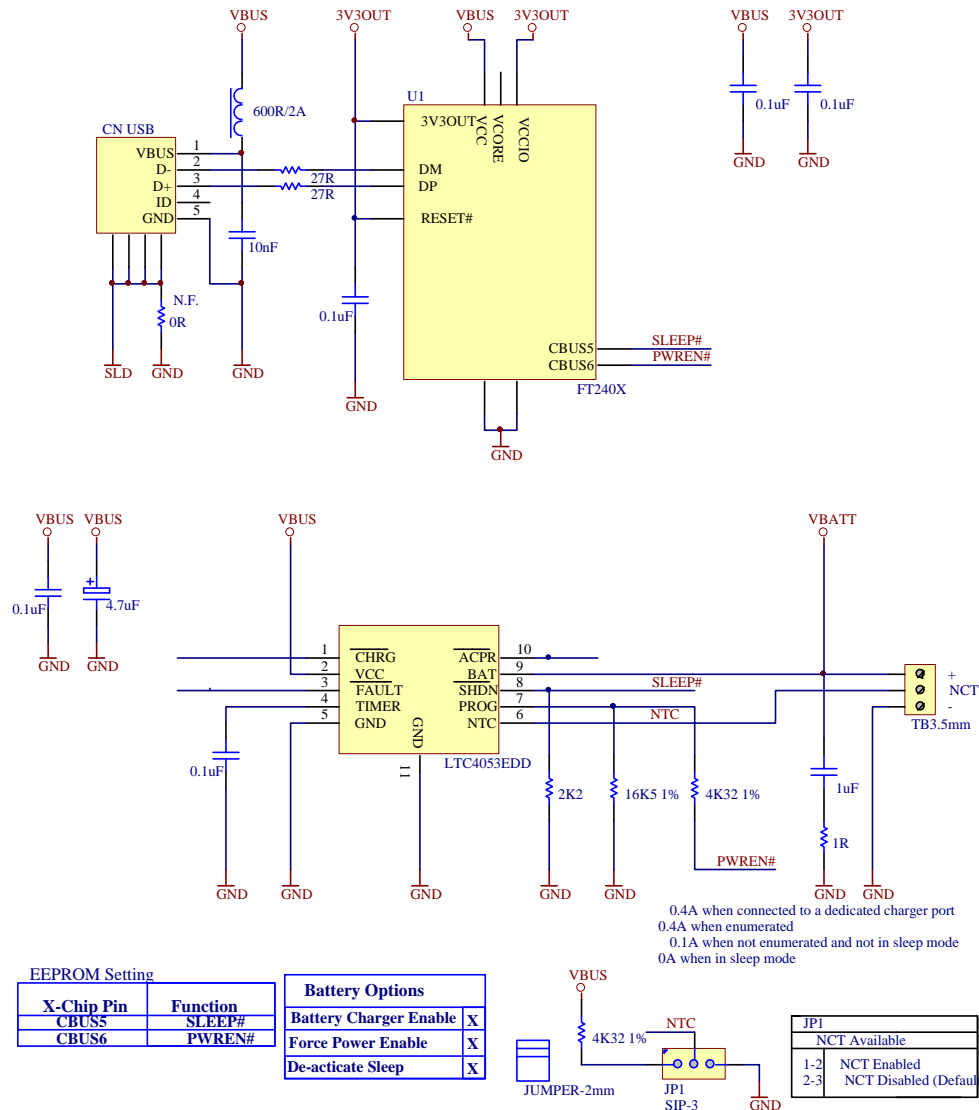 VBUS 3V3OUT VBUS 3V3OUT VBUS 3V3OUT
600R/2A
U1
0.1uF 0.1uF
GND GND
CN USB
VBUS 1
D- 2
D+ 3
ID 4
GND 5
27R
27R
3V3OUT
VCC
VCORE
VCCIO
DM
DP
RESET#
10nF
N.F.
0R
0.1uF
SLD GND GND
GND
CBUS5 SLEEP#
CBUS6 PWREN#
FT240X
GND
VBUS VBUS VBUS VBATT
0.1uF 4.7uF
GND GND
1 CHRG ACPR 10
2 VCC BAT 9
3 FAULT SHDN 8 SLEEP#
4 TIMER PROG 7
5 GND NTC 6 NTC
GND
11
LTC4053EDD
+
NCT
-
TB3.5mm
0.1uF
2K2 16K5 1% 4K32 1%
1uF
1R
PWREN#
GND GND GND GND GND GND GND
0.4A when connected to a dedicated charger port
0.4A when enumerated
0.1A when not enumerated and not in sleep mode
0A when in sleep mode
EEPROM Setting
X-Chip Pin Function
CBUS5 SLEEP#
CBUS6 PWREN#
Battery Options
Battery Charger Enable X
Force Power Enable X
De-acticate Sleep X
VBUS
4K32 1%
NTC
JUMPER-2mm
JP1
SIP-3
GND
JP1
NCT Available
1-2 NCT Enabled
2-3 NCT Disabled (Defaul